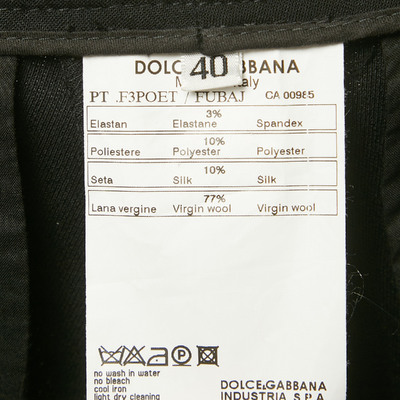 DOLC 40 BBANA
M aly
PT .F3POET / FUBAJ CA 00985
3%
Elastan Elastane Spandex
10%
Poliestere Polyester Polyester
10%
Seta Silk Silk
77%
Lana vergine Virgin wool Virgin wool
P
no wash in water
no bleach
cool iron
light dry cleaning
DOLCE&GABBANA
INDUSTRIA S.P.A.